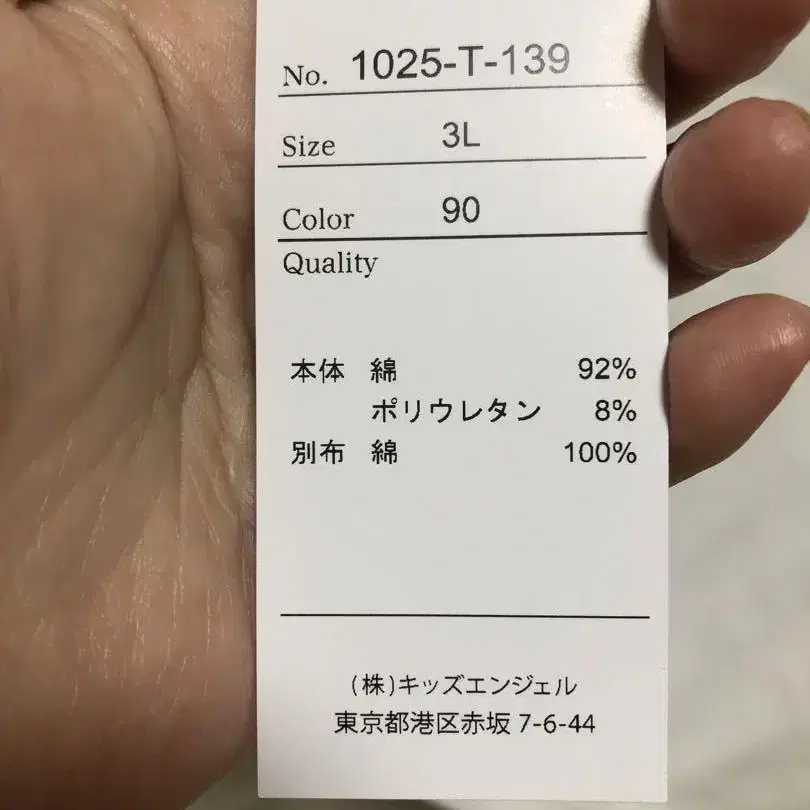 No. 1025-T-139
Size 3L
Color 90
Quality
本体 綿 92%
ポリウレタン 8%
別布 綿 100%
(株)キッズエンジェル
東京都港区赤坂 7-6-44